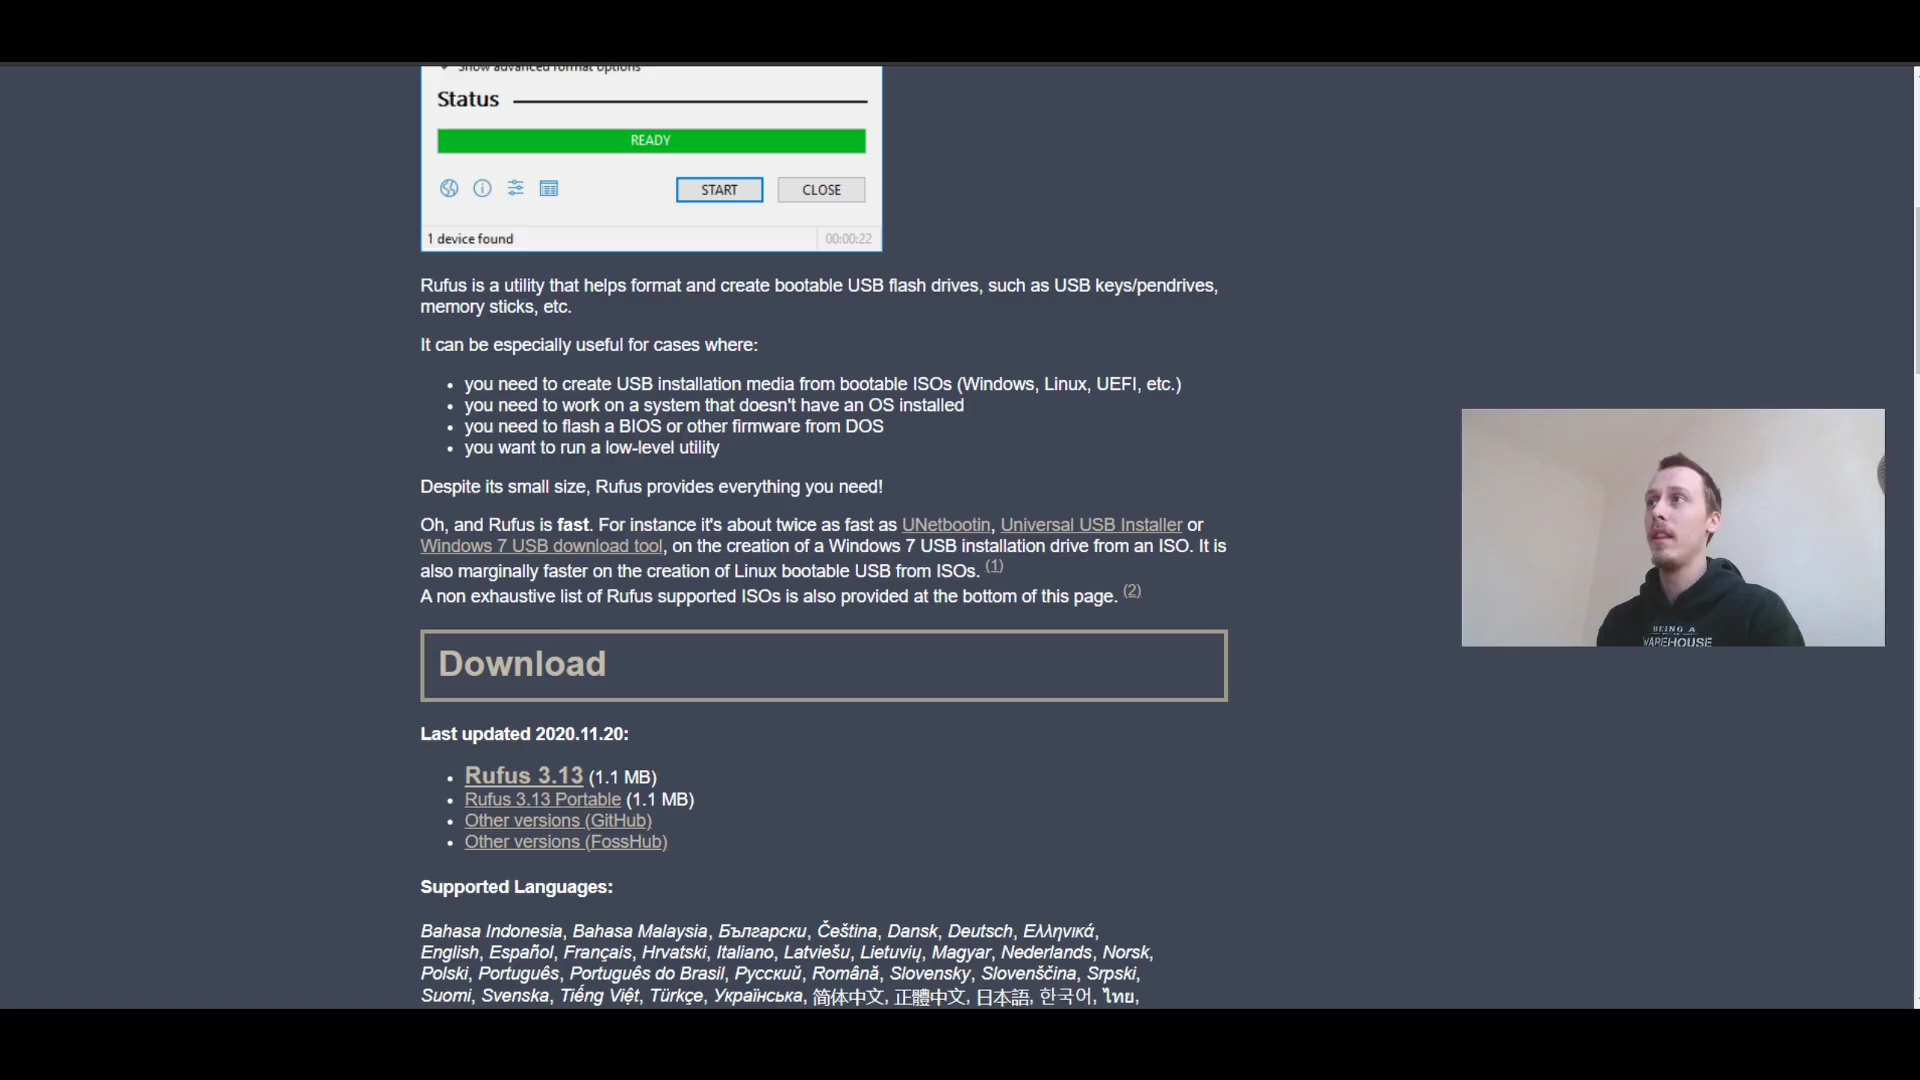 Show advanced format options
Status
READY
START CLOSE
1 device found 00:00:22
Rufus is a utility that helps format and create bootable USB flash drives, such as USB keys/pendrives,
memory sticks, etc.
It can be especially useful for cases where:
• you need to create USB installation media from bootable ISOs (Windows, Linux, UEFI, etc.)
• you need to work on a system that doesn't have an OS installed
• you need to flash a BIOS or other firmware from DOS
• you want to run a low-level utility
Despite its small size, Rufus provides everything you need!
Oh, and Rufus is fast. For instance it's about twice as fast as UNetbootin, Universal USB Installer or
Windows 7 USB download tool, on the creation of a Windows 7 USB installation drive from an ISO. It is
also marginally faster on the creation of Linux bootable USB from ISOs. (1)
A non exhaustive list of Rufus supported ISOs is also provided at the bottom of this page. (2)
Download
Last updated 2020.11.20:
• Rufus 3.13 (1.1 MB)
• Rufus 3.13 Portable (1.1 MB)
• Other versions (GitHub)
• Other versions (FossHub)
Supported Languages:
Bahasa Indonesia, Bahasa Malaysia, Български, Čeština, Dansk, Deutsch, Ελληνικά,
English, Español, Français, Hrvatski, Italiano, Latviešu, Lietuvių, Magyar, Nederlands, Norsk,
Polski, Português, Português do Brasil, Русский, Română, Slovensky, Slovenščina, Srpski,
Suomi, Svenska, Tiếng Việt, Türkçe, Українська, 简体中文, 正體中文, 日本語, 한국어, ไทย,
BEING A
WAREHOUSE